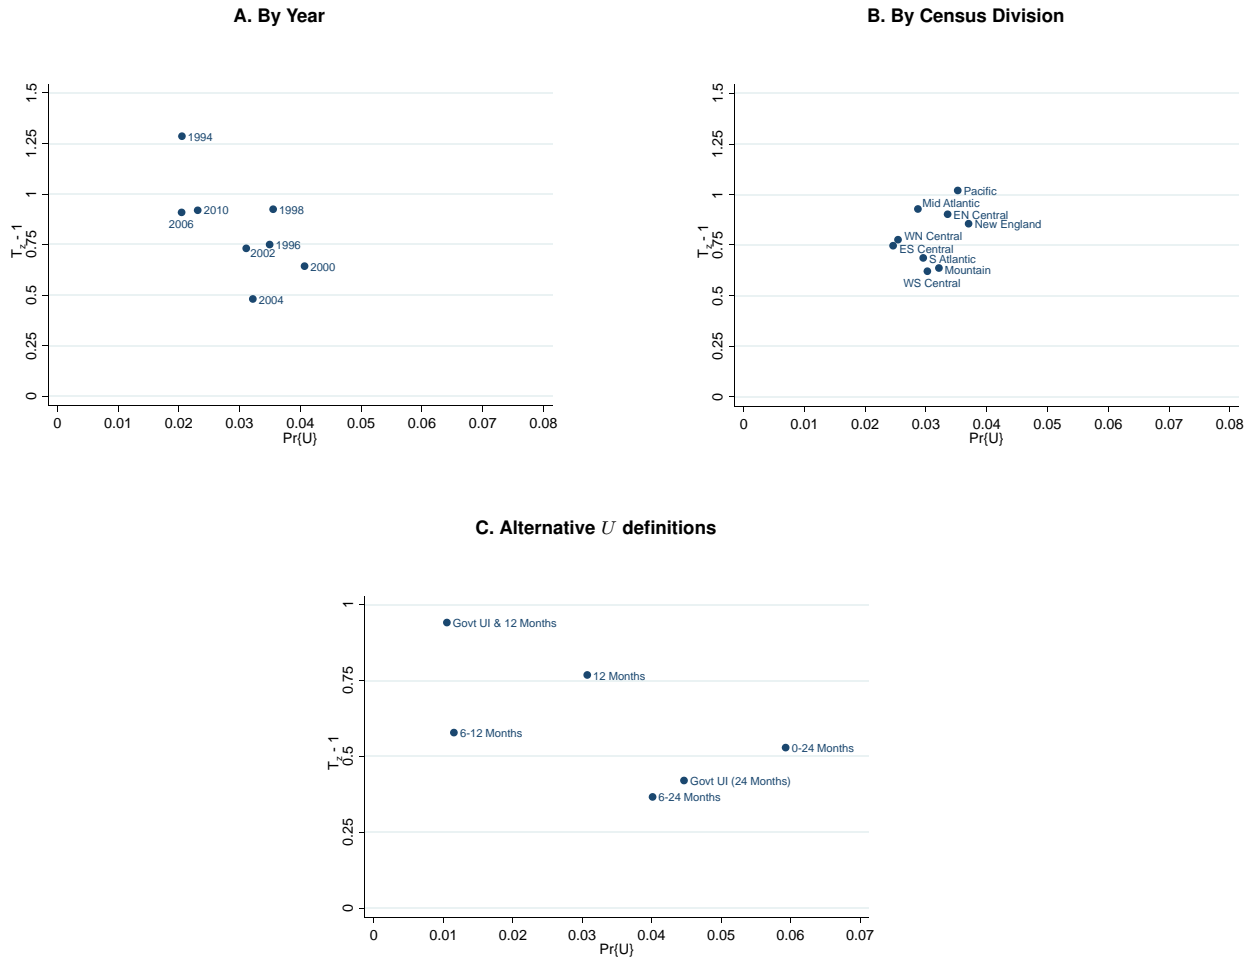 A. By Year
1.5
1.25
1
0.75
0.5
0.25
0
T_z - 1
1994
2010
2006
1998
1996
2002
2000
2004
0 0.01 0.02 0.03 0.04 0.05 0.06 0.07 0.08
Pr{U}
B. By Census Division
1.5
1.25
1
0.75
0.5
0.25
0
T_z - 1
Pacific
Mid Atlantic
EN Central
New England
WN Central
ES Central
S Atlantic
Mountain
WS Central
0 0.01 0.02 0.03 0.04 0.05 0.06 0.07 0.08
Pr{U}
C. Alternative U definitions
1
0.75
0.5
0.25
0
T_z - 1
Govt UI & 12 Months
12 Months
6-12 Months
0-24 Months
Govt UI (24 Months)
6-24 Months
0 0.01 0.02 0.03 0.04 0.05 0.06 0.07
Pr{U}